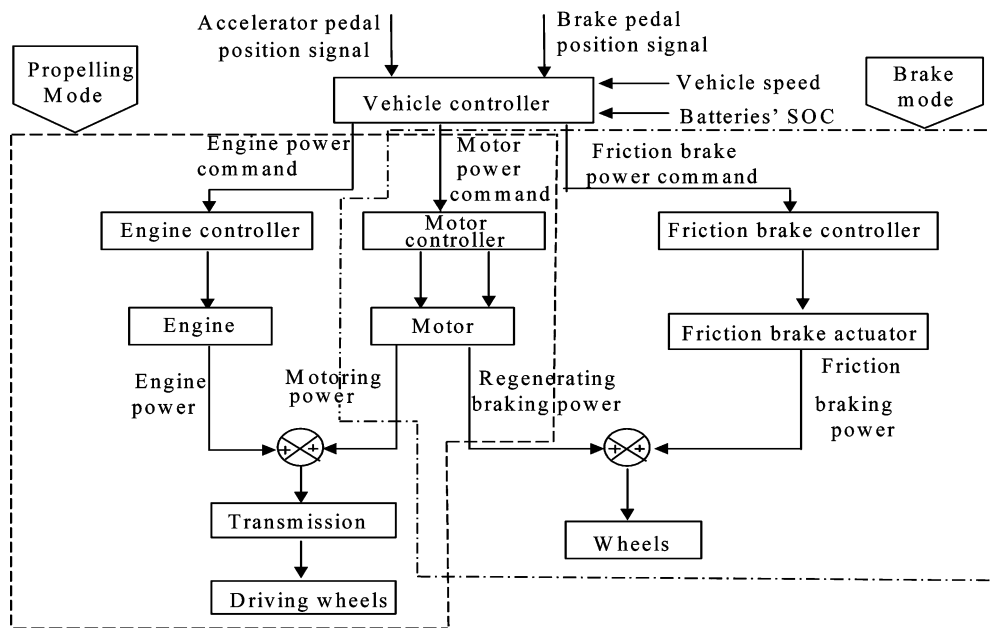 Accelerator pedal
position signal
Brake pedal
position signal
Propelling
Mode
Brake
mode
Vehicle controller
Vehicle speed
Batteries' SOC
Engine power
command
Motor
power
command
Friction brake
power command
Engine controller
Motor
controller
Friction brake controller
Engine
Motor
Friction brake actuator
Engine
power
Motoring
power
Regenerating
braking power
Friction
braking
power
+ +
+ +
Transmission
Wheels
Driving wheels